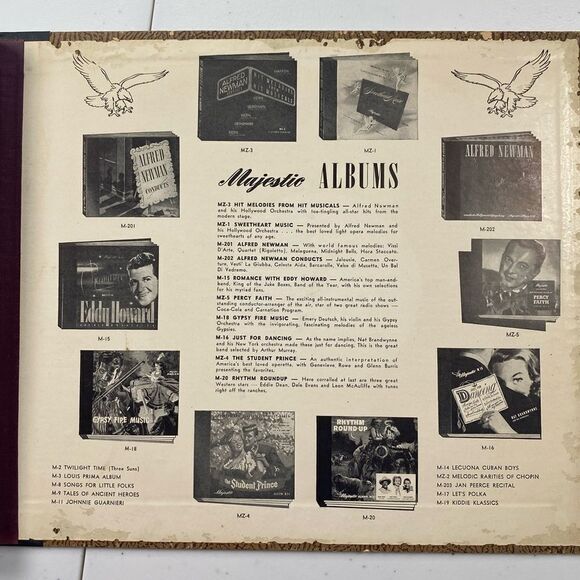 ALFRED NEWMAN
HIT MELODIES
HIT MUSICALS
MZ-3
MZ-1
ALFRED NEWMAN CONDUCTS
M-201
ALFRED NEWMAN
M-202
Majestic ALBUMS
MZ-3 HIT MELODIES FROM HIT MUSICALS — Alfred Newman
and his Hollywood Orchestra with toe-tingling all-star hits from the
modern stage.
MZ-1 SWEETHEART MUSIC — Presented by Alfred Newman
and his Hollywood Orchestra . . . the best loved light opera melodies for
sweethearts of any age.
M-201 ALFRED NEWMAN — With world famous melodies: Vissi
D'Arte, Quartet (Rigoletto), Malaguena, Midnight Bells, Hora Staccato.
M-202 ALFRED NEWMAN CONDUCTS — Jalousie, Carmen Over-
ture, Vesti La Giubba, Celeste Aida, Barcarolle, Valse di Musetta, Un Bel
Di Vedremo.
M-15 ROMANCE WITH EDDY HOWARD — America's top man-and-
band, King of the Juke Boxes, Band of the Year, with his own selections
for his myriad fans.
MZ-5 PERCY FAITH — The exciting all-instrumental music of the out-
standing conductor-arranger of the air, star of two great radio shows —
Coca-Cola and Carnation Program.
M-18 GYPSY FIRE MUSIC — Emery Deutsch, his violin and his Gypsy
Orchestra with the invigorating, fascinating melodies of the ageless
Gypsies.
M-16 JUST FOR DANCING — As the name implies, Nat Brandwynne
and his New York orchestra made these just for dancing. This is the great
band selected by Arthur Murray.
MZ-4 THE STUDENT PRINCE — An authentic interpretation of
America's best loved operetta, with Genevieve Rowe and Glenn Burris
presenting the favorites.
M-20 RHYTHM ROUNDUP — Here corralled at last are three great
Western stars — Eddie Dean, Dale Evans and Leon McAuliffe with tunes
right off the ranches.
Eddy Howard
M-15
PERCY FAITH
MZ-5
GYPSY FIRE MUSIC
M-18
Dancing
NAT BRANDWYNNE
M-16
the Student Prince
MZ-4
RHYTHM
ROUND-UP
M-20
M-2 TWILIGHT TIME (Three Suns)
M-3 LOUIS PRIMA ALBUM
M-8 SONGS FOR LITTLE FOLKS
M-9 TALES OF ANCIENT HEROES
M-11 JOHNNIE GUARNIERI
M-14 LECUONA CUBAN BOYS
MZ-2 MELODIC RARITIES OF CHOPIN
M-203 JAN PEERCE RECITAL
M-17 LET'S POLKA
M-19 KIDDIE KLASSICS